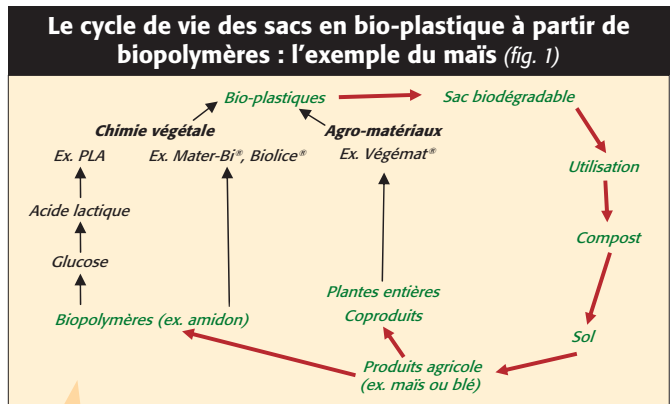 Le cycle de vie des sacs en bio-plastique à partir de
biopolymères : l'exemple du maïs (fig. 1)
Bio-plastiques
Sac biodégradable
Chimie végétale
Agro-matériaux
Ex. PLA
Ex. Mater-Bi®, Biolice®
Ex. Végémat®
Utilisation
Acide lactique
Compost
Glucose
Plantes entières
Coproduits
Biopolymères (ex. amidon)
Sol
Produits agricole
(ex. maïs ou blé)